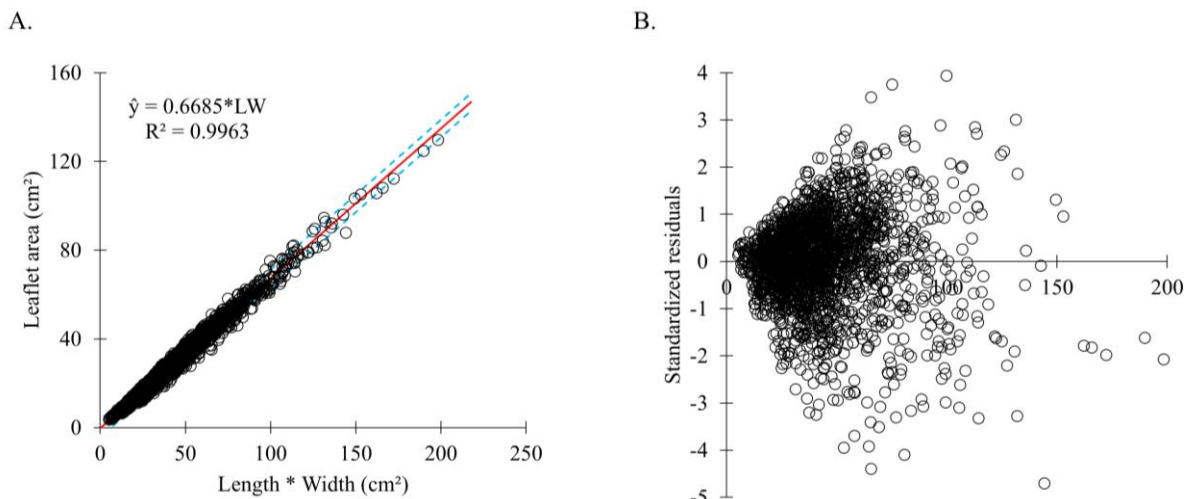 A.
160
120
80
40
0
Leaflet area (cm²)
ŷ = 0.6685*LW
R² = 0.9963
0 50 100 150 200 250
Length * Width (cm²)
B.
4
3
2
1
0
-1
-2
-3
-4
-5
Standardized residuals
0 50 100 150 200